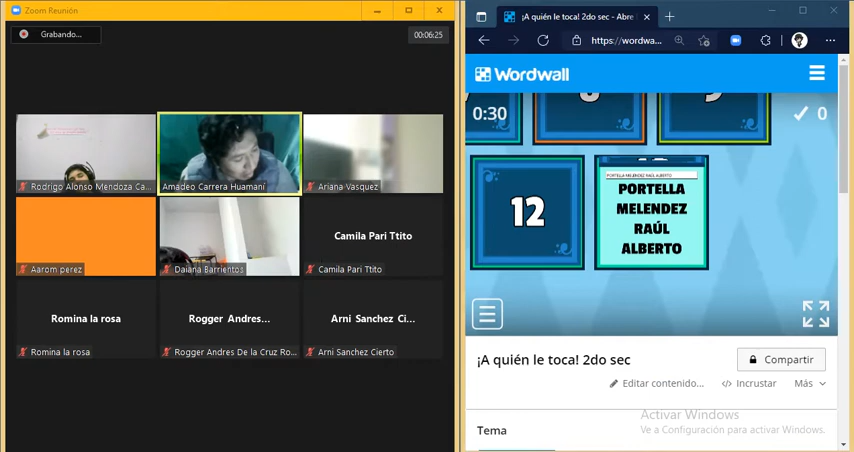 Zoom Reunión
Grabando...
00:06:25
Rodrigo Alonso Mendoza Ca...
Amadeo Carrera Huamaní
Ariana Vasquez
Aarom perez
Daiana Barrientos
Camila Pari Ttito
Camila Pari Ttito
Romina la rosa
Romina la rosa
Rogger Andres...
Rogger Andres De la Cruz Ro...
Arni Sanchez Ci...
Arni Sanchez Cierto
¡A quién le toca! 2do sec - Abre
https://wordwa...
Wordwall
0:30
0
12
PORTELLA MELENDEZ RAÚL ALBERTO
PORTELLA
MELENDEZ
RAÚL
ALBERTO
¡A quién le toca! 2do sec
Compartir
Editar contenido...
Incrustar
Más
Activar Windows
Ve a Configuración para activar Windows.
Tema